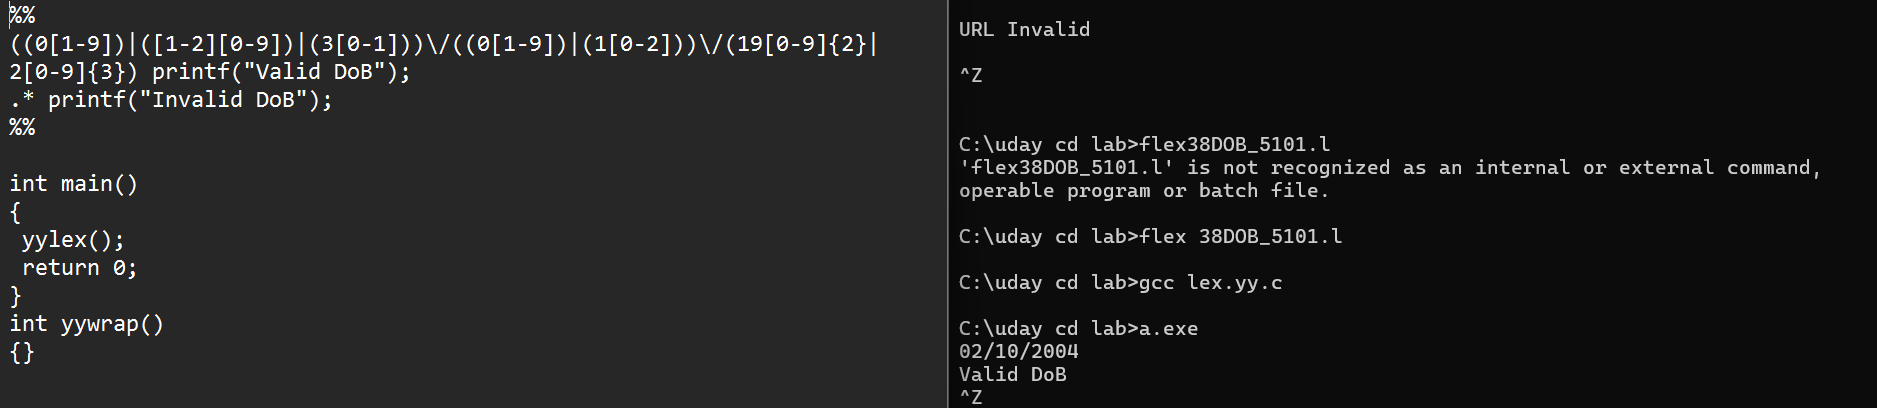 %%
((0[1-9])|([1-2][0-9])|(3[0-1]))\/((0[1-9])|(1[0-2]))\/(19[0-9]{2}|
2[0-9]{3}) printf("Valid DoB");
.* printf("Invalid DoB");
%%
int main()
{
 yylex();
 return 0;
}
int yywrap()
{}
URL Invalid
^Z
C:\uday cd lab>flex38DOB_5101.l
'flex38DOB_5101.l' is not recognized as an internal or external command,
operable program or batch file.
C:\uday cd lab>flex 38DOB_5101.l
C:\uday cd lab>gcc lex.yy.c
C:\uday cd lab>a.exe
02/10/2004
Valid DoB
^Z